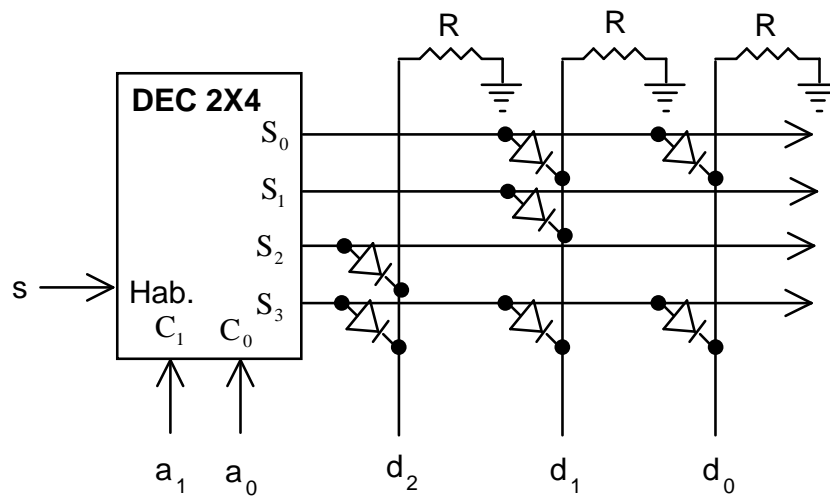 R R R
DEC 2X4
S₀
S₁
S₂
s
Hab.
S₃
C₁ C₀
a₁ a₀ d₂ d₁ d₀